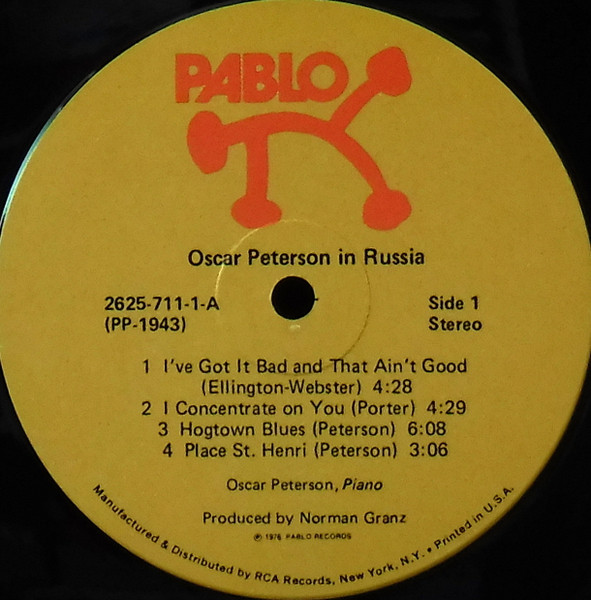 PABLO
Oscar Peterson in Russia
2625-711-1-A
(PP-1943)
Side 1
Stereo
1 I've Got It Bad and That Ain't Good
(Ellington-Webster) 4:28
2 I Concentrate on You (Porter) 4:29
3 Hogtown Blues (Peterson) 6:08
4 Place St. Henri (Peterson) 3:06
Oscar Peterson, Piano
Produced by Norman Granz
℗ 1976 PABLO RECORDS
Manufactured & Distributed by RCA Records, New York, N.Y. • Printed in U.S.A.